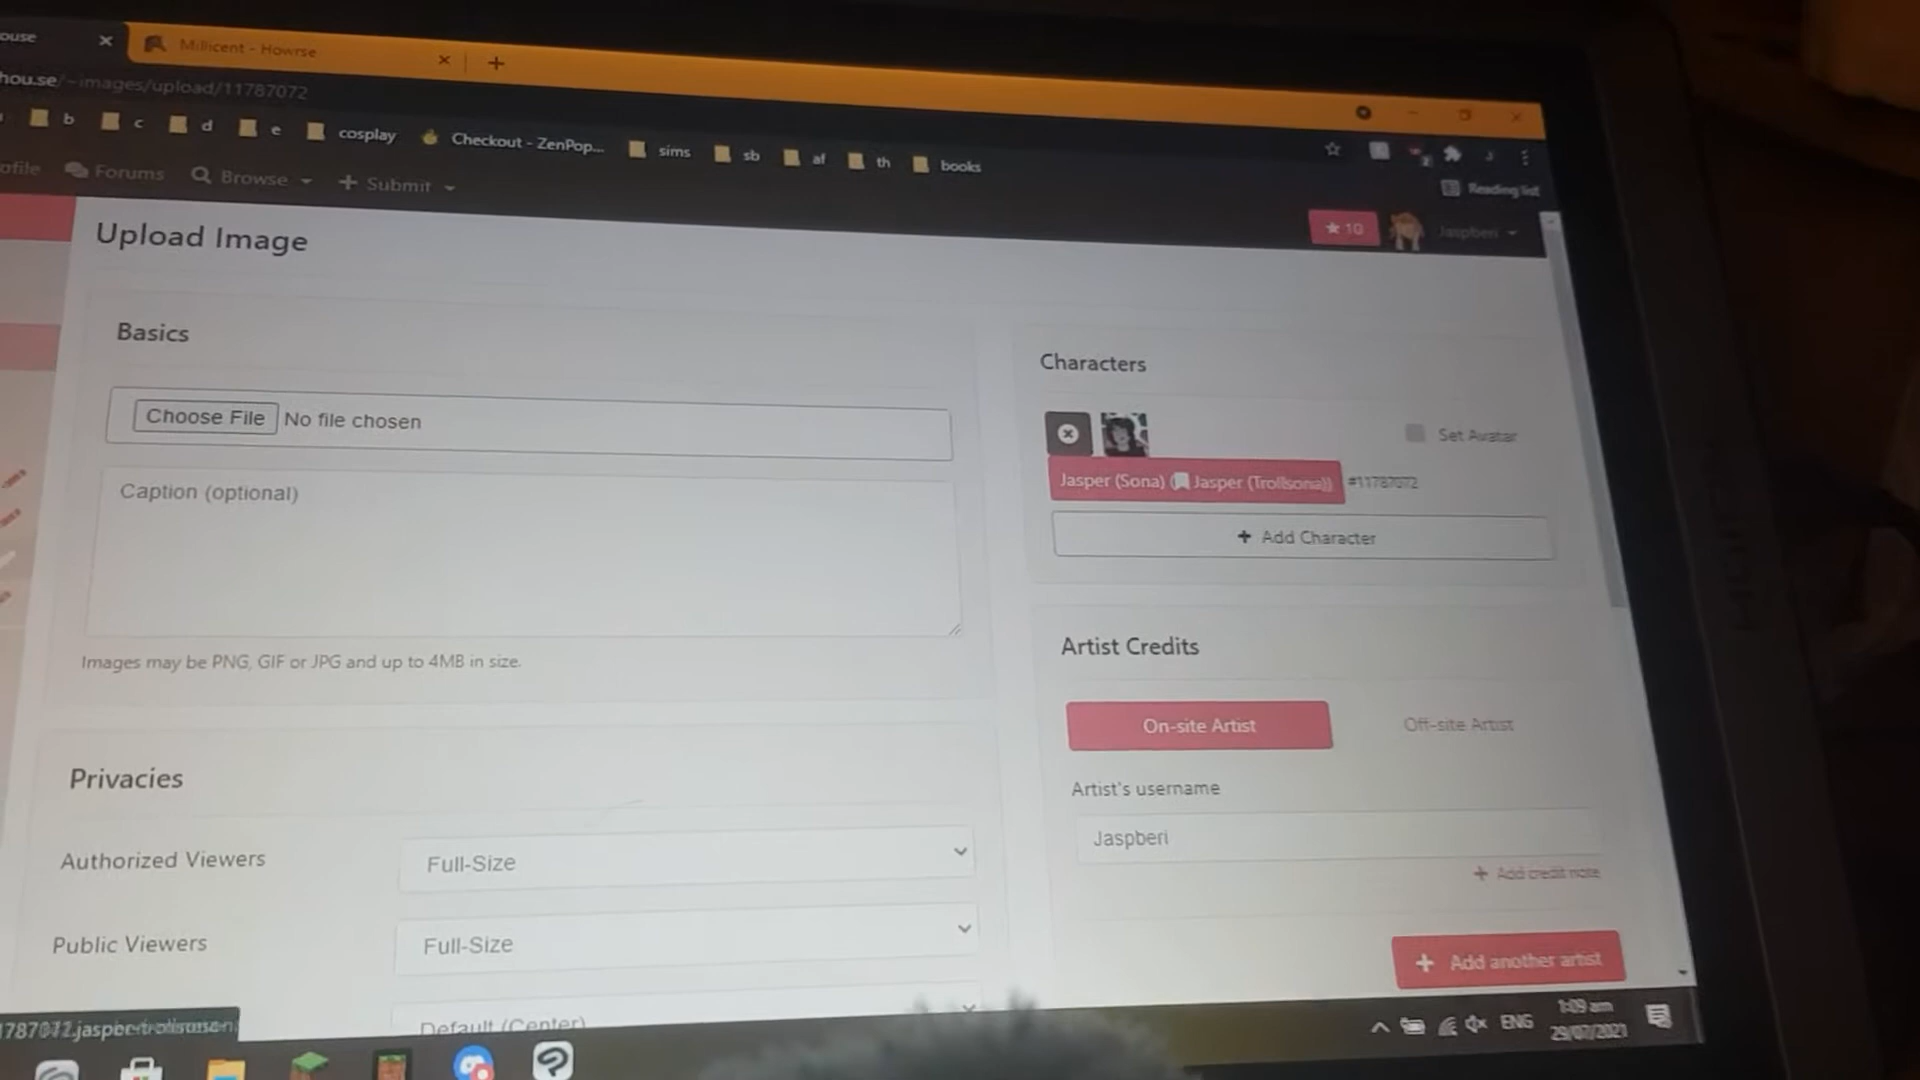 ouse
Millicent - Howrse
hou.se/~images/upload/11787072
b c d e cosplay Checkout - ZenPop... sims sb af th books
Reading list
ofile Forums Browse Submit
10 Jaspberi
Upload Image
Basics
Choose File No file chosen
Caption (optional)
Images may be PNG, GIF or JPG and up to 4MB in size.
Privacies
Authorized Viewers Full-Size
Public Viewers Full-Size
Default (Center)
Characters
Set Avatar
Jasper (Sona) (Jasper (Trollsona)) #11787072
+ Add Character
Artist Credits
On-site Artist Off-site Artist
Artist's username
Jaspberi
+ Add credit note
+ Add another artist
ENG
1:09 am
29/07/2021